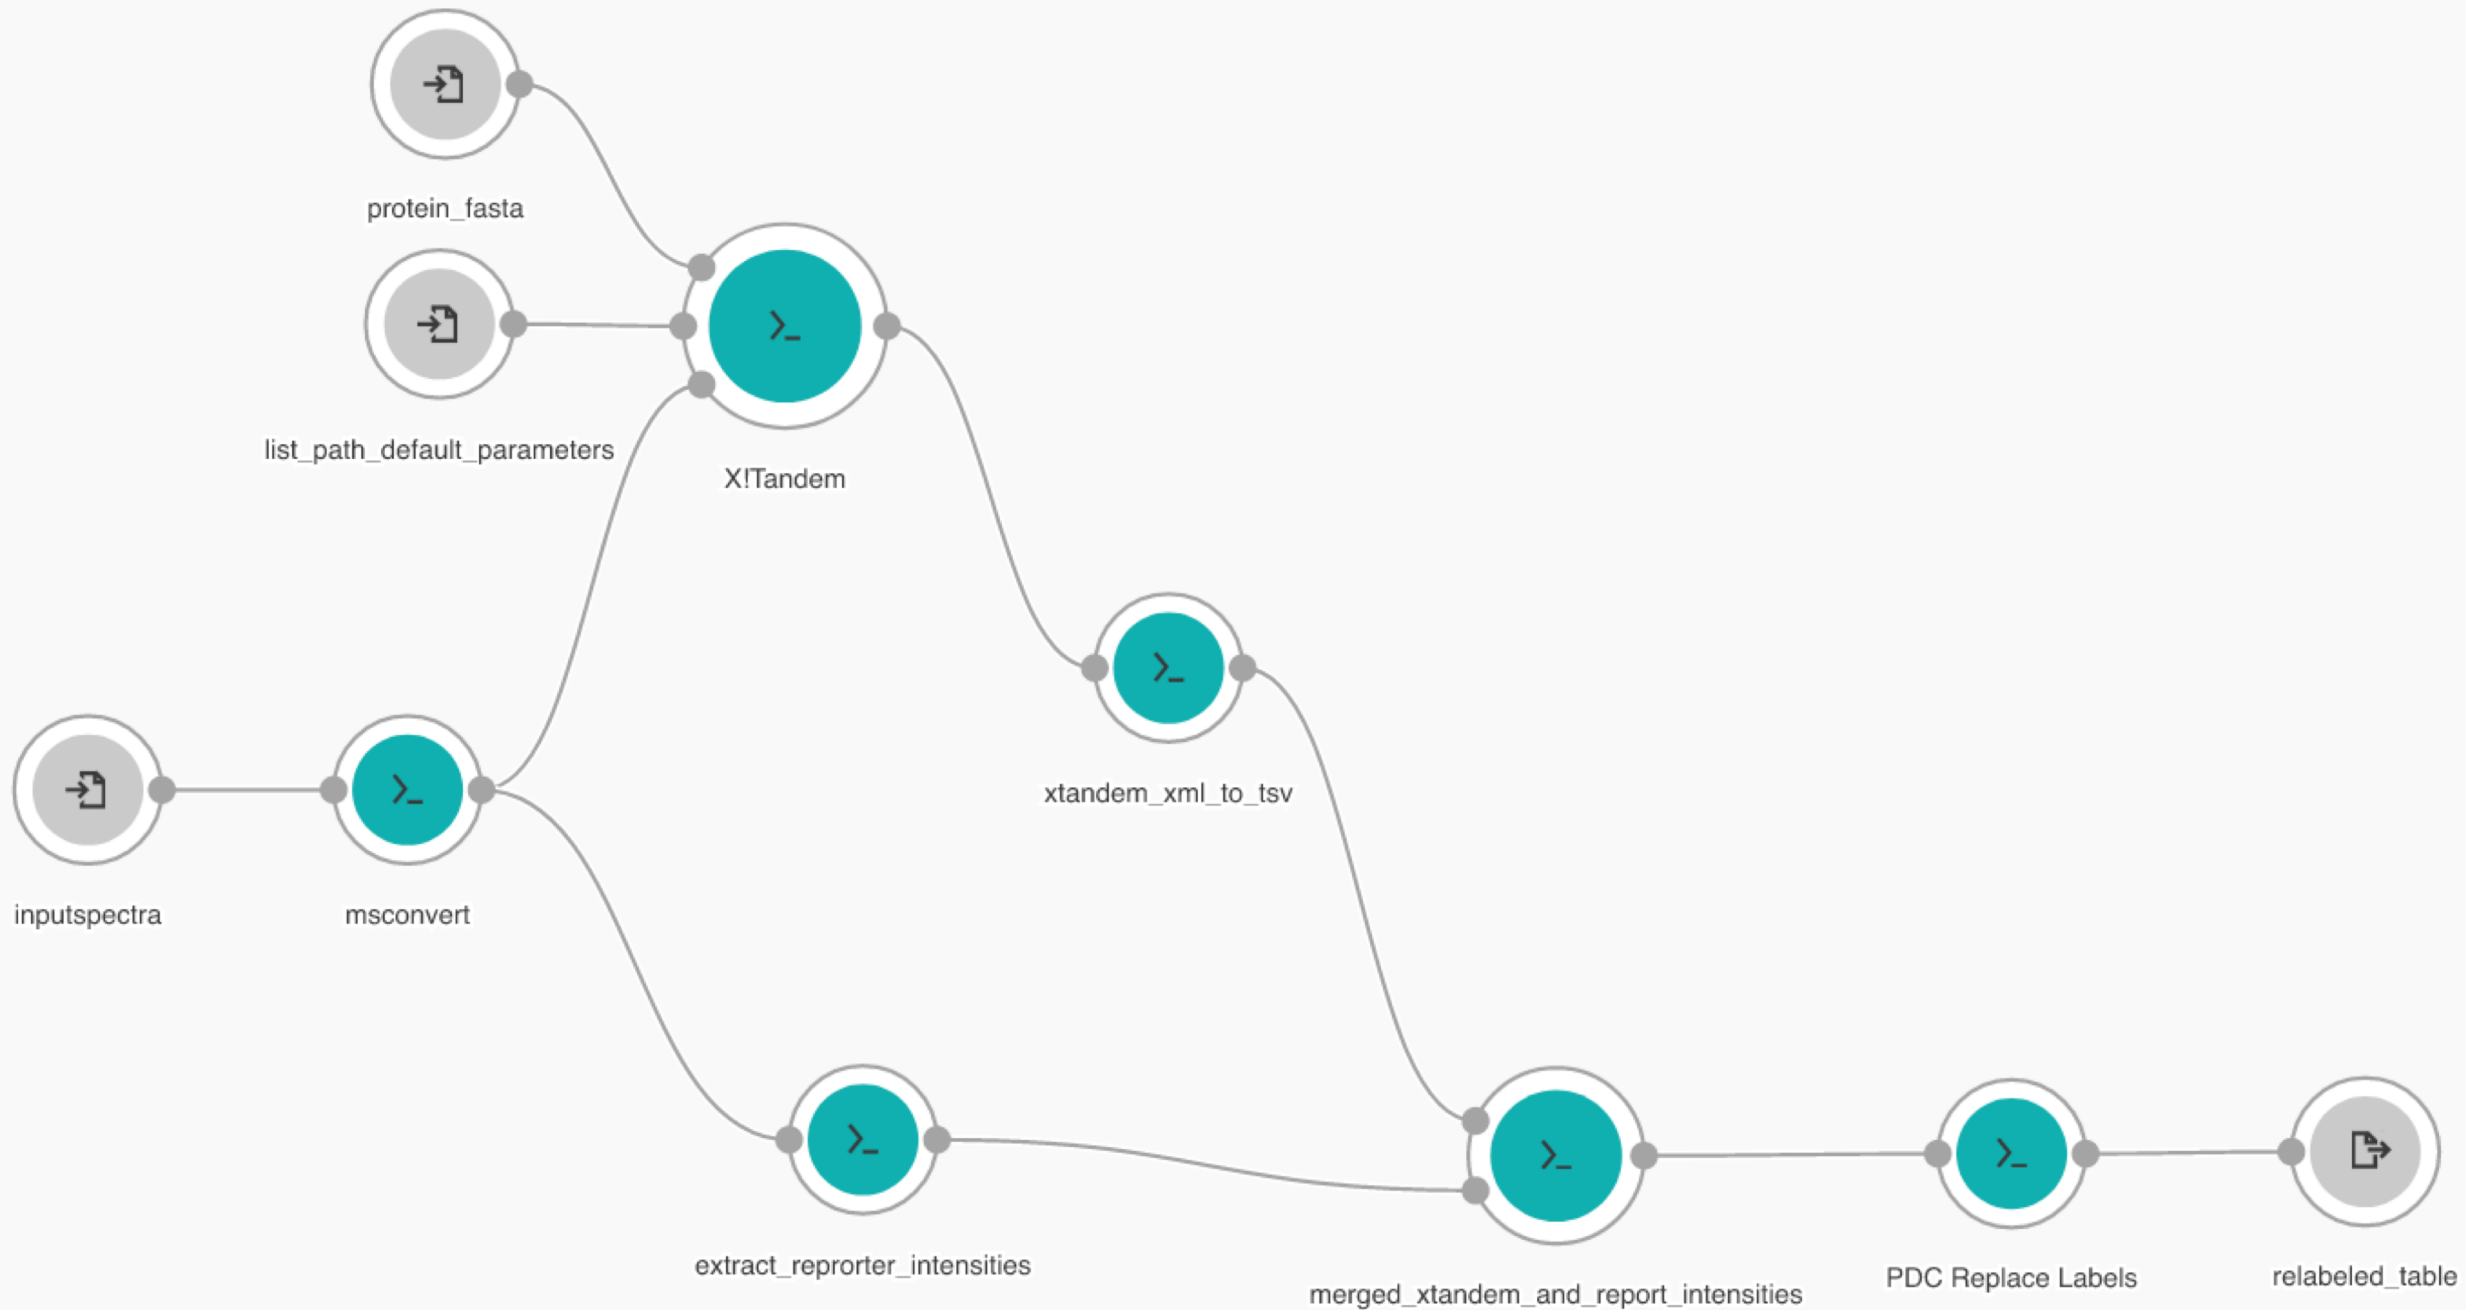 protein_fasta
list_path_default_parameters
X!Tandem
xtandem_xml_to_tsv
inputspectra
msconvert
extract_reprorter_intensities
merged_xtandem_and_report_intensities
PDC Replace Labels
relabeled_table